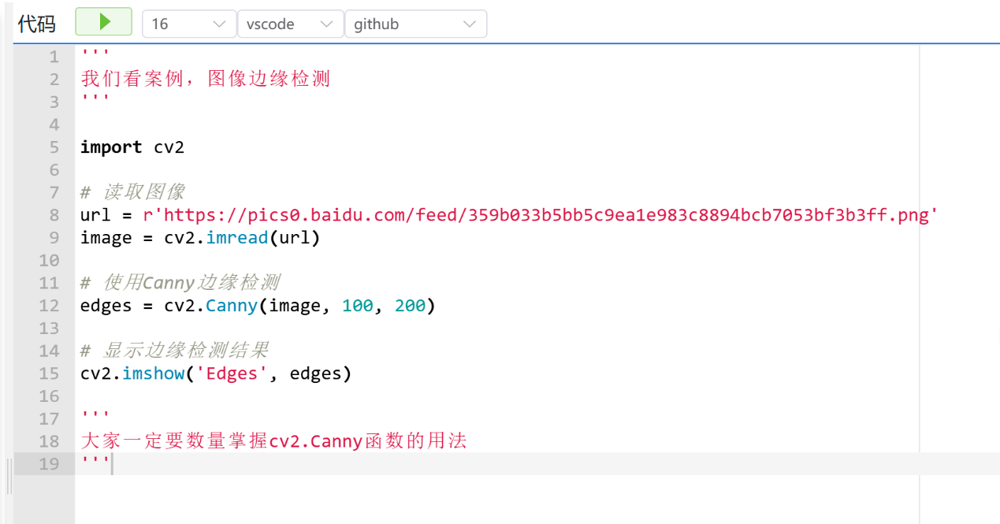 代码 16 vscode github
1 '''
2 我们看案例，图像边缘检测
3 '''
4
5 import cv2
6
7 # 读取图像
8 url = r'https://pics0.baidu.com/feed/359b033b5bb5c9ea1e983c8894bcb7053bf3b3ff.png'
9 image = cv2.imread(url)
10
11 # 使用Canny边缘检测
12 edges = cv2.Canny(image, 100, 200)
13
14 # 显示边缘检测结果
15 cv2.imshow('Edges', edges)
16
17 '''
18 大家一定要数量掌握cv2.Canny函数的用法
19 '''